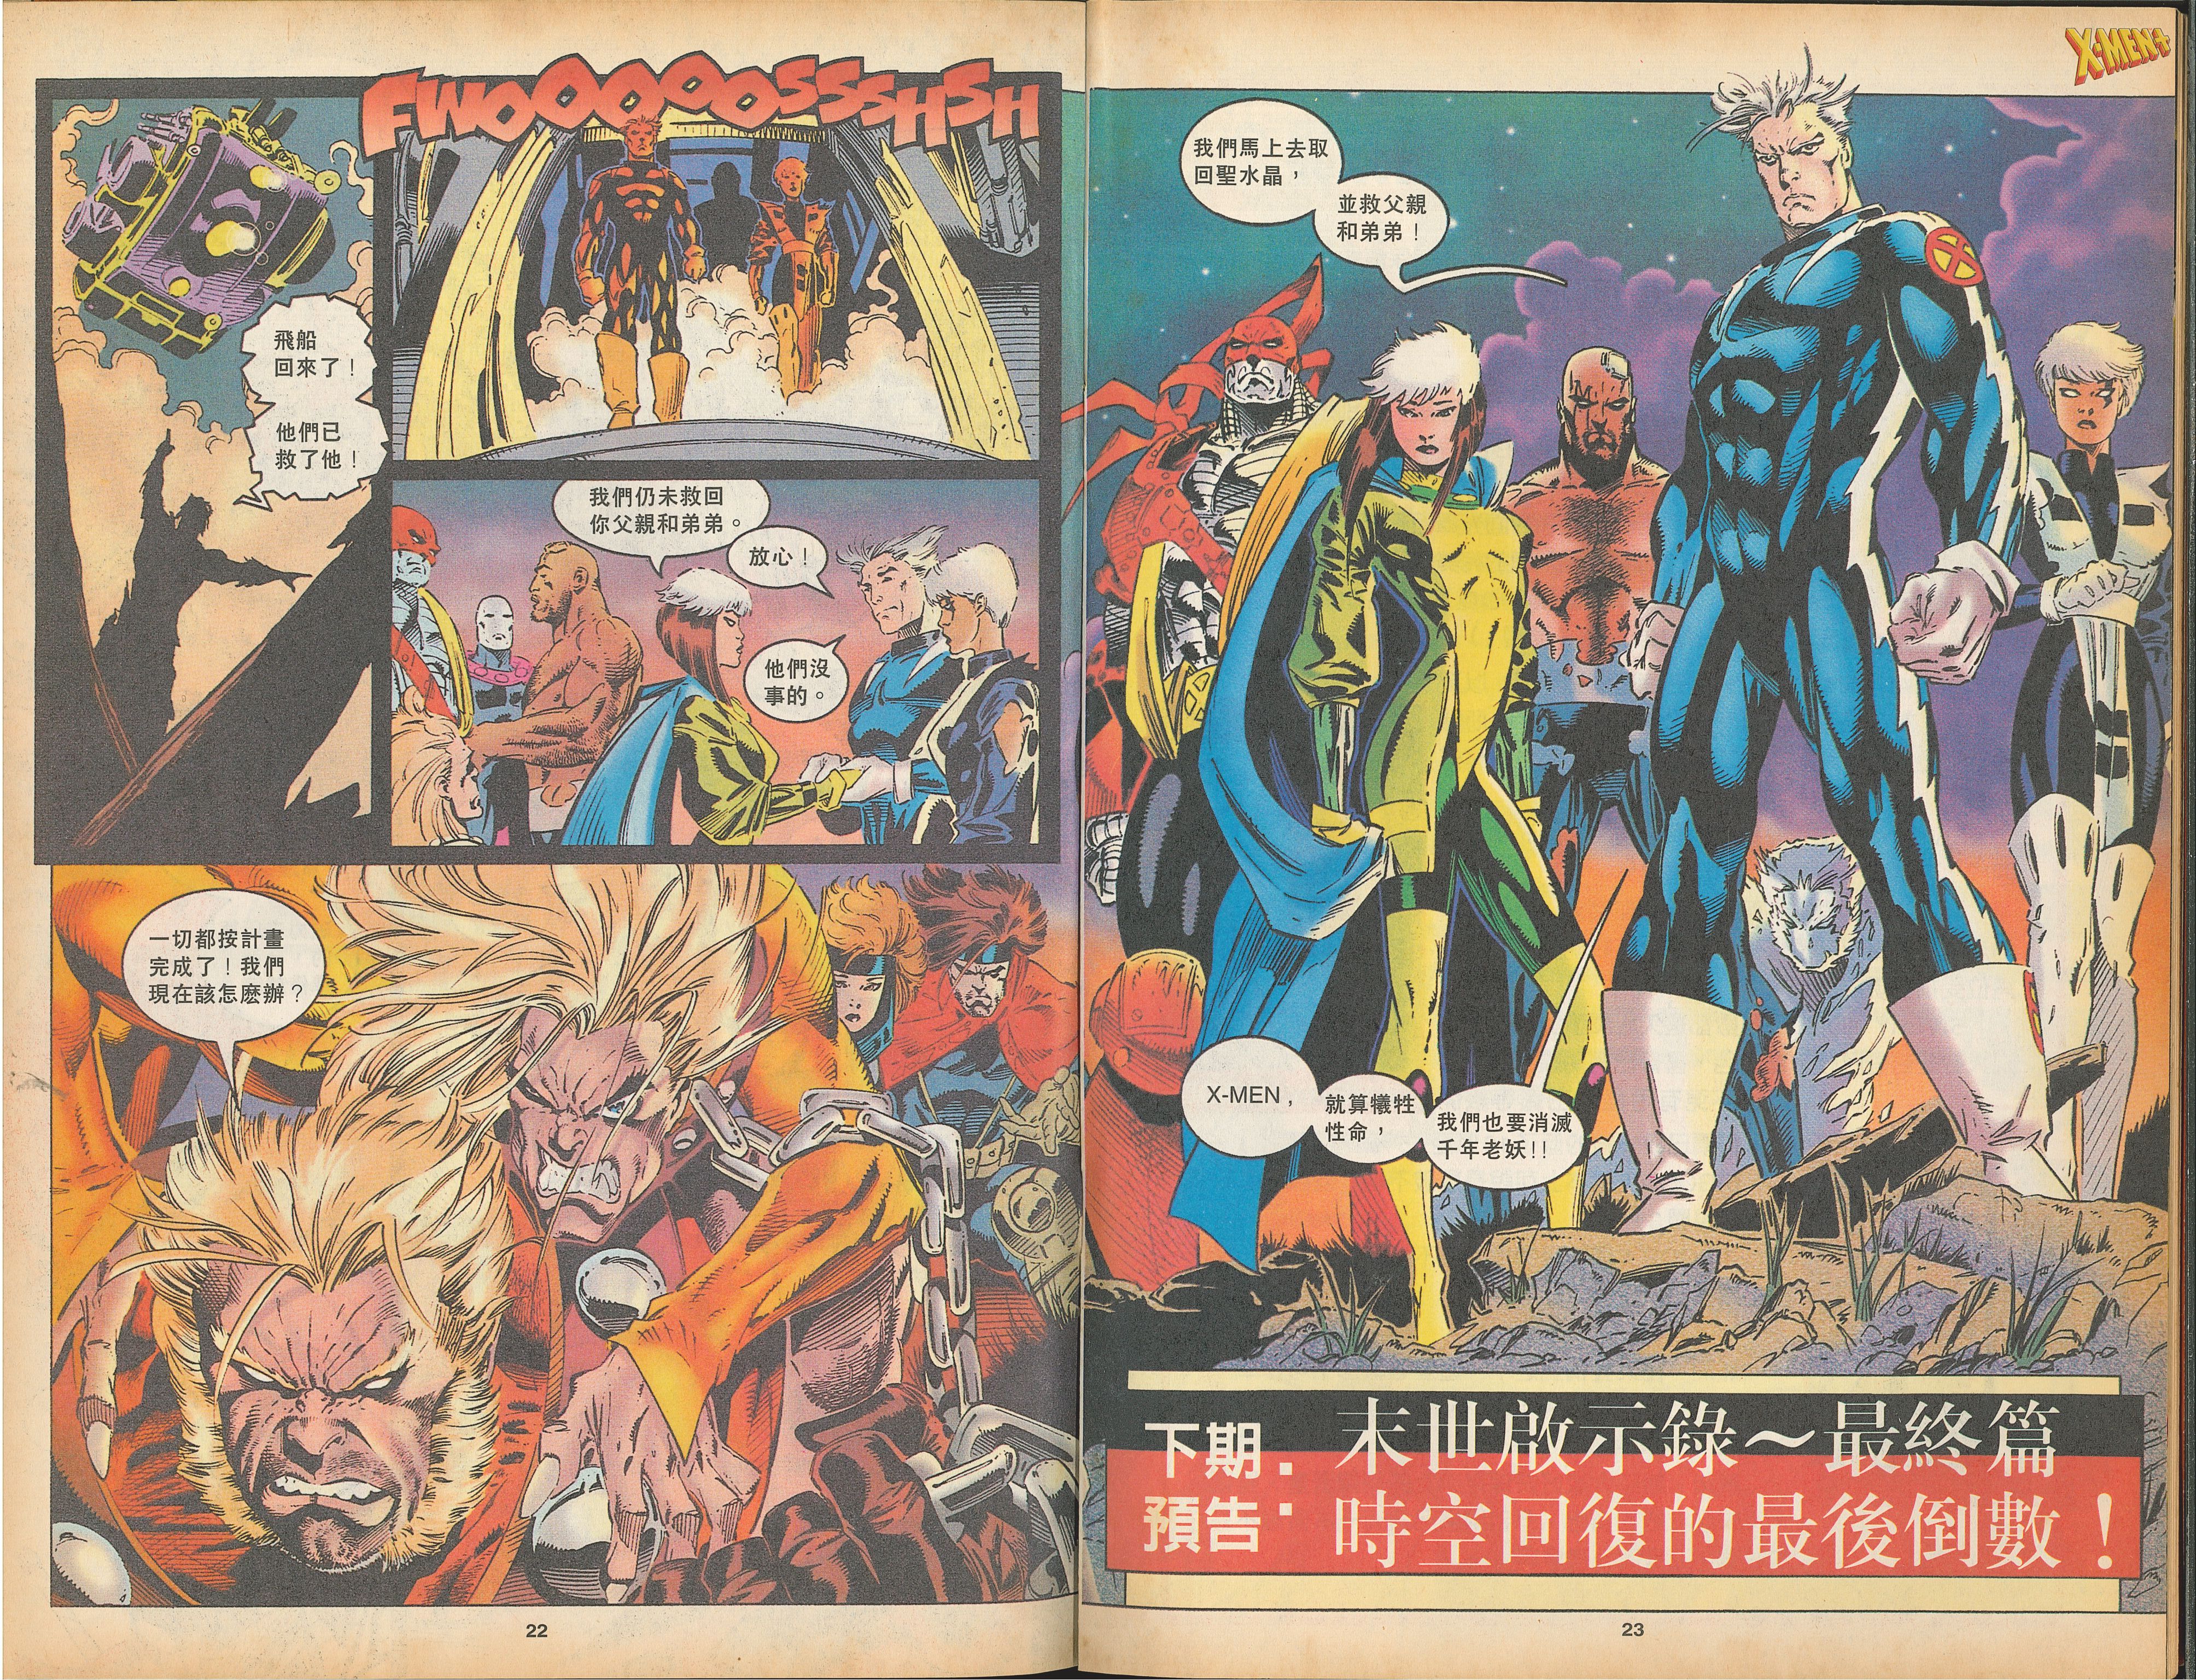 FWOOOOOSSSHSH
飛船
回來了！
他們已
救了他！
我們仍未救回
你父親和弟弟。
放心！
他們沒
事的。
一切都按計畫
完成了！我們
現在該怎麼辦？
22
X-MEN+
我們馬上去取
回聖水晶，
並救父親
和弟弟！
X-MEN，
就算犧牲
性命，
我們也要消滅
千年老妖!!
下期：末世啟示錄～最終篇
預告：時空回復的最後倒數！
23